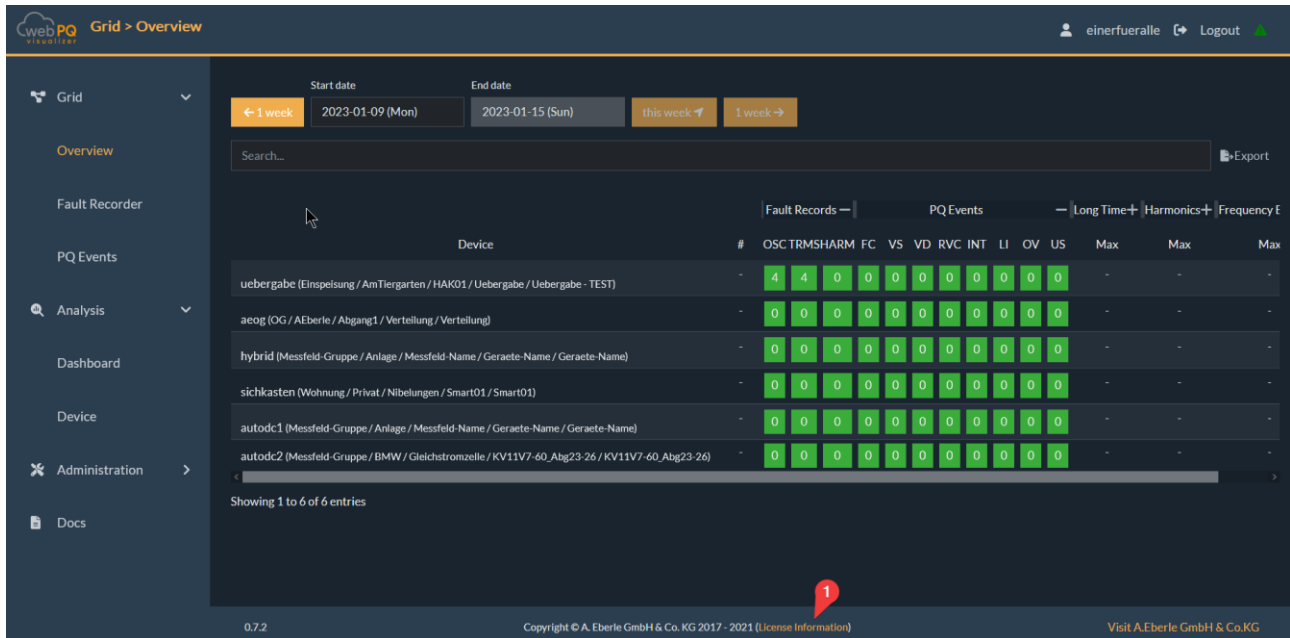 web PQ visualizer Grid > Overview einerfueralle Logout
Grid
Overview
Fault Recorder
PQ Events
Analysis
Dashboard
Device
Administration
Docs
Start date End date
1 week 2023-01-09 (Mon) 2023-01-15 (Sun) this week 1 week
Search... Export
Fault Records PQ Events Long Time Harmonics Frequency E
Device # OSC TRMS HARM FC VS VD RVC INT LI OV US Max Max Max
uebergabe (Einspeisung / AmTiergarten / HAK01 / Uebergabe / Uebergabe - TEST) - 4 4 0 0 0 0 0 0 0 0 0 - - -
aeog (OG / AEberle / Abgang1 / Verteilung / Verteilung) - 0 0 0 0 0 0 0 0 0 0 0 - - -
hybrid (Messfeld-Gruppe / Anlage / Messfeld-Name / Geraete-Name / Geraete-Name) - 0 0 0 0 0 0 0 0 0 0 0 - - -
sichkasten (Wohnung / Privat / Nibelungen / Smart01 / Smart01) - 0 0 0 0 0 0 0 0 0 0 0 - - -
autodc1 (Messfeld-Gruppe / Anlage / Messfeld-Name / Geraete-Name / Geraete-Name) - 0 0 0 0 0 0 0 0 0 0 0 - - -
autodc2 (Messfeld-Gruppe / BMW / Gleichstromzelle / KV11V7-60_Abg23-26 / KV11V7-60_Abg23-26) - 0 0 0 0 0 0 0 0 0 0 0 - - -
Showing 1 to 6 of 6 entries
1
0.7.2 Copyright © A. Eberle GmbH & Co. KG 2017 - 2021 (License Information) Visit A.Eberle GmbH & Co.KG